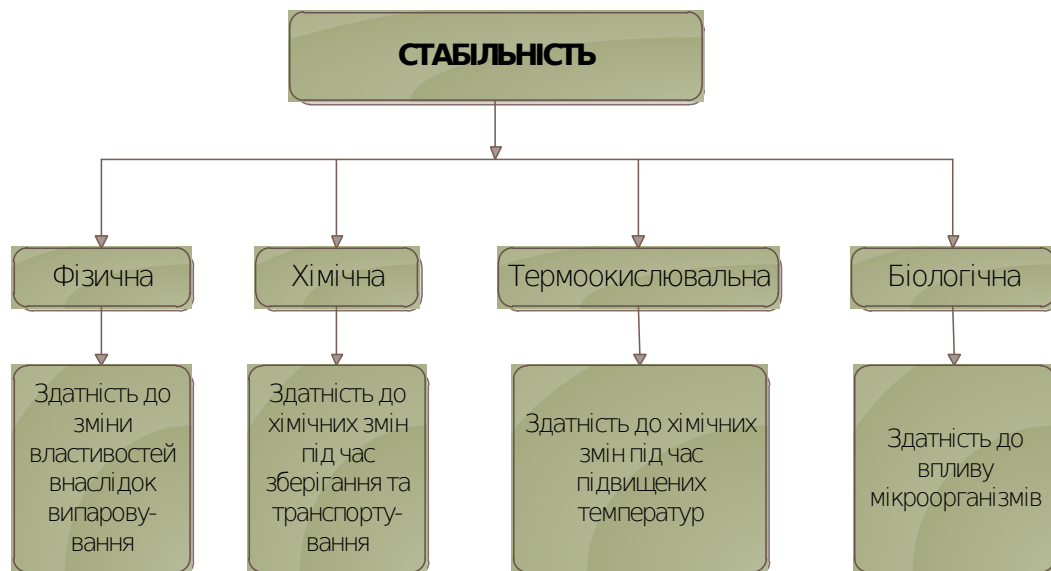 СТАБІЛЬНІСТЬ
Фізична
Хімічна
Термоокислювальна
Біологічна
Здатність до
зміни
властивостей
внаслідок
випарову-
вання
Здатність до
хімічних змін
під час
зберігання та
транспорту-
вання
Здатність до хімічних
змін під час
підвищених
температур
Здатність до
впливу
мікроорганізмів